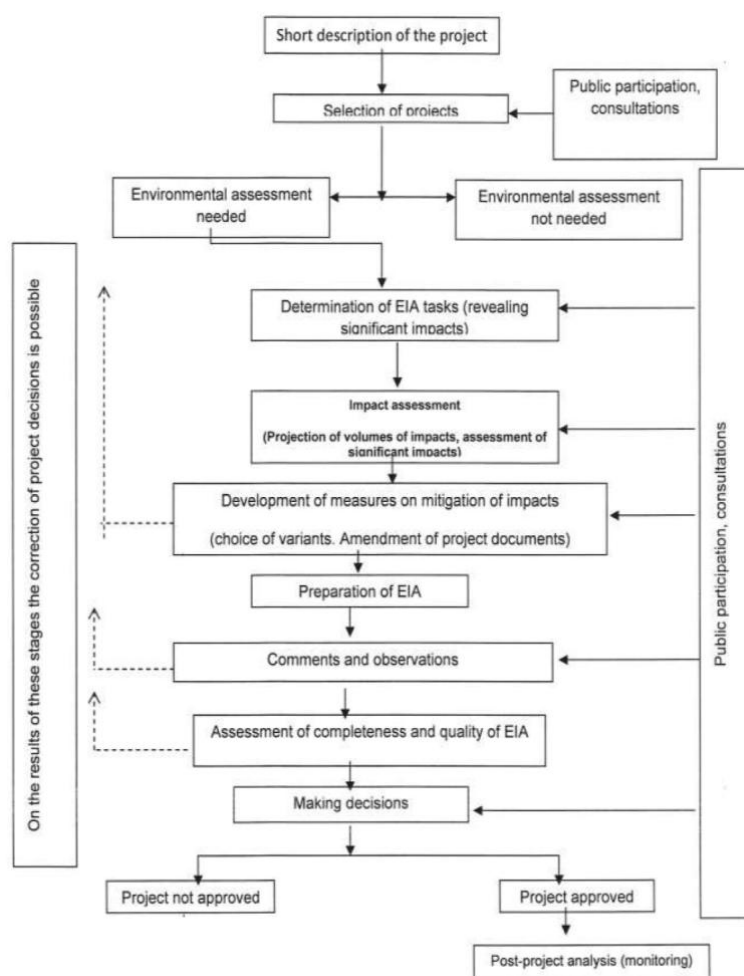 Short description of the project
Selection of projects
Public participation,
consultations
Environmental assessment
needed
Environmental assessment
not needed
On the results of these stages the correction of project decisions is possible
Determination of EIA tasks (revealing
significant impacts)
Impact assessment
(Projection of volumes of impacts, assessment of
significant impacts)
Development of measures on mitigation of impacts
(choice of variants. Amendment of project documents)
Preparation of EIA
Comments and observations
Assessment of completeness and quality of EIA
Making decisions
Public participation, consultations
Project not approved
Project approved
Post-project analysis (monitoring)